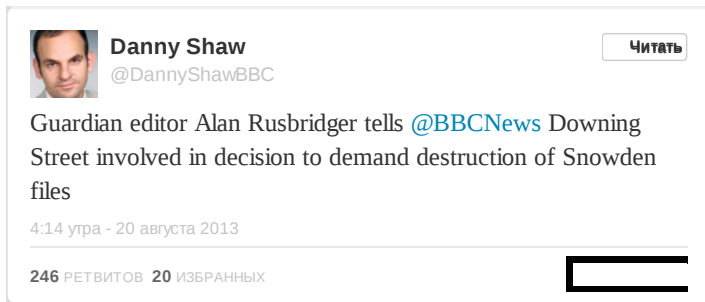 Danny Shaw
Читать
@DannyShawBBC
Guardian editor Alan Rusbridger tells @BBCNews Downing
Street involved in decision to demand destruction of Snowden
files
4:14 утра - 20 августа 2013
246 РЕТВИТОВ 20 ИЗБРАННЫХ